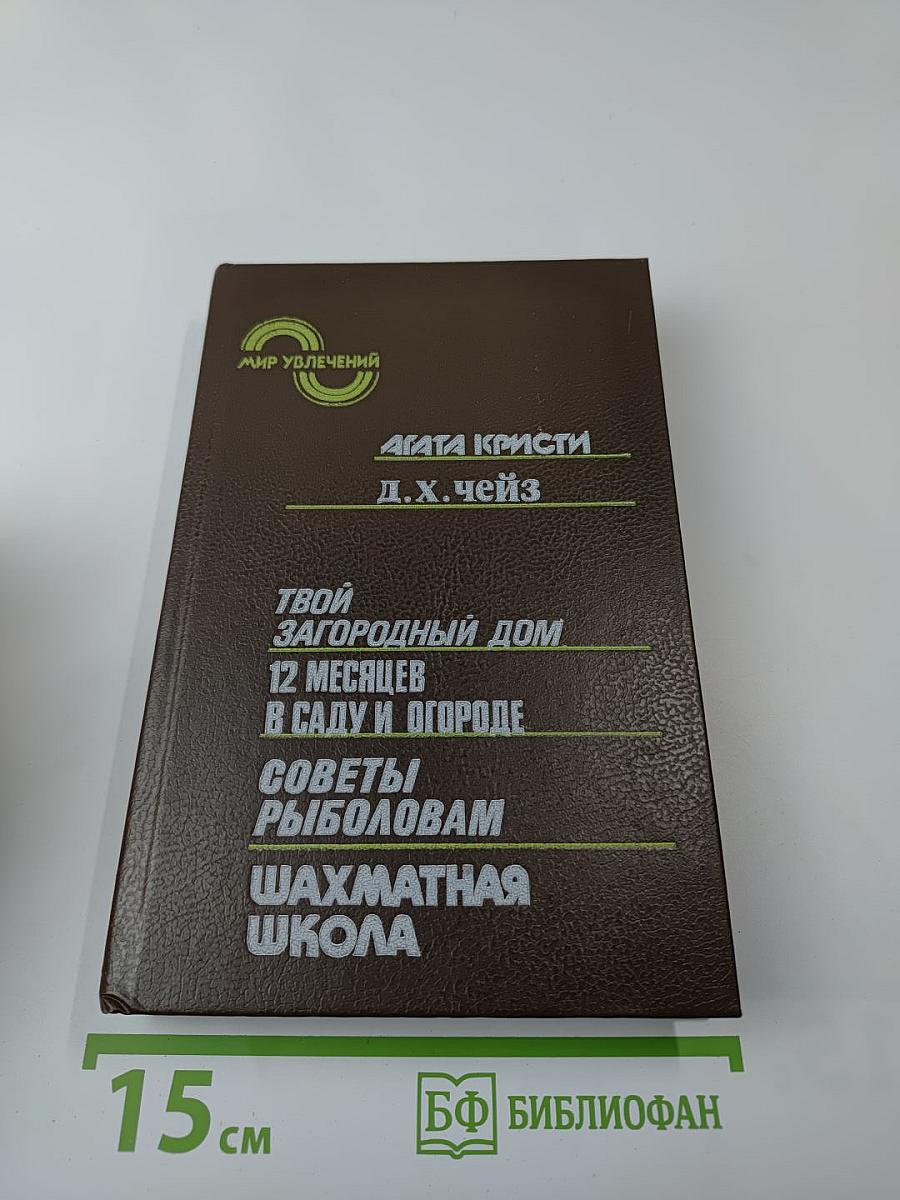 МИР УВЛЕЧЕНИЙ
АГАТА КРИСТИ
Д.Х.ЧЕЙЗ
ТВОЙ
ЗАГОРОДНЫЙ ДОМ
12 МЕСЯЦЕВ
В САДУ И ОГОРОДЕ
СОВЕТЫ
РЫБОЛОВАМ
ШАХМАТНАЯ
ШКОЛА
15 см
БФ БИБЛИОФАН